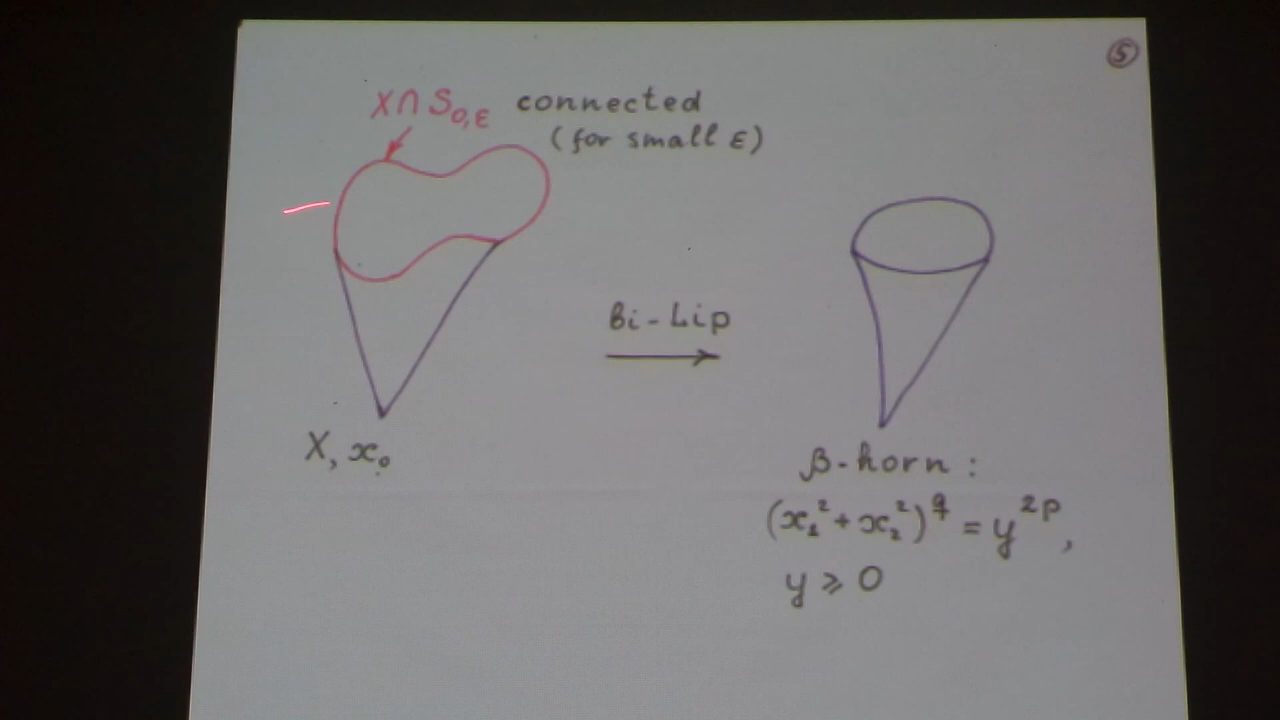 ⑤
X∩S₀,ε connected
(for small ε)
Bi-Lip
X, x₀
β-horn:
(x₁² + x₂²)^q = y^2p,
y ⩾ 0